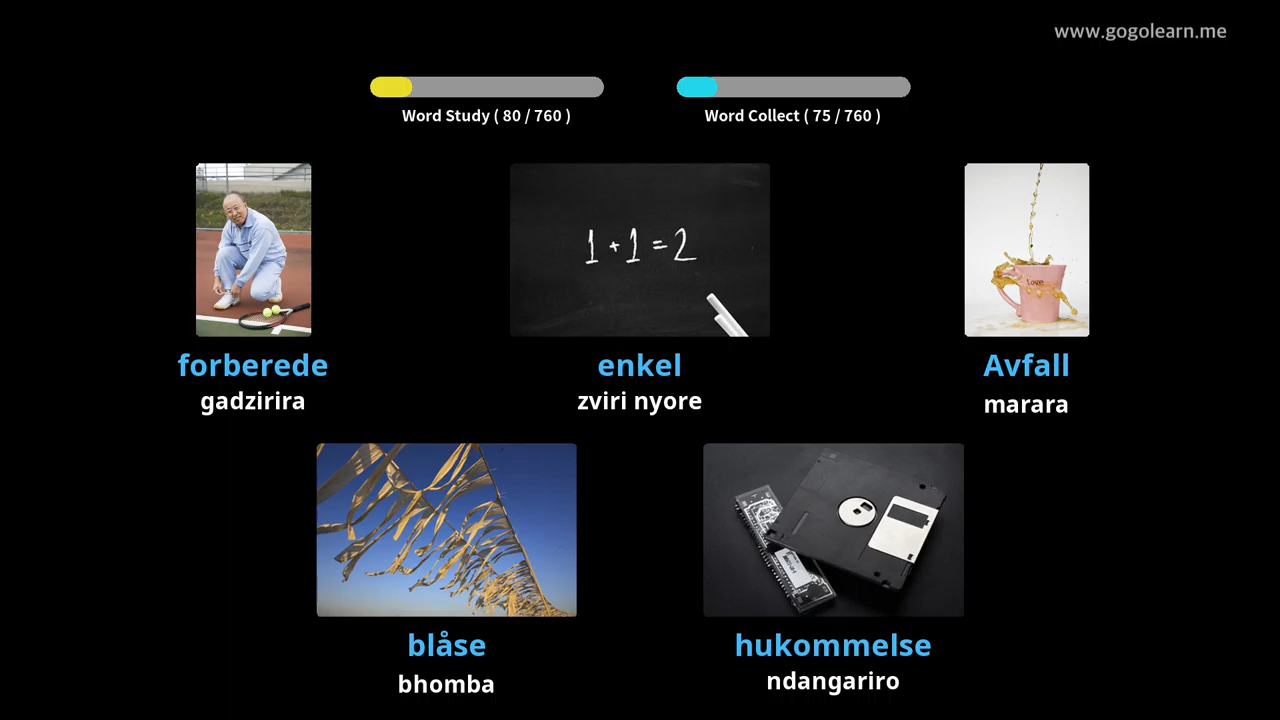 www.gogolearn.me
Word Study ( 80 / 760 )
Word Collect ( 75 / 760 )
1 + 1 = 2
Love
forberede
enkel
Avfall
gadzirira
zviri nyore
marara
blåse
hukommelse
bhomba
ndangariro